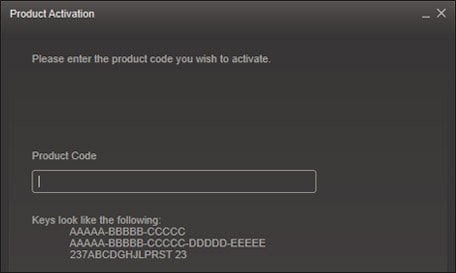 Product Activation
Please enter the product code you wish to activate.
Product Code
Keys look like the following:
AAAAA-BBBBB-CCCCC
AAAAA-BBBBB-CCCCC-DDDDD-EEEEE
237ABCDGHJLPRST 23